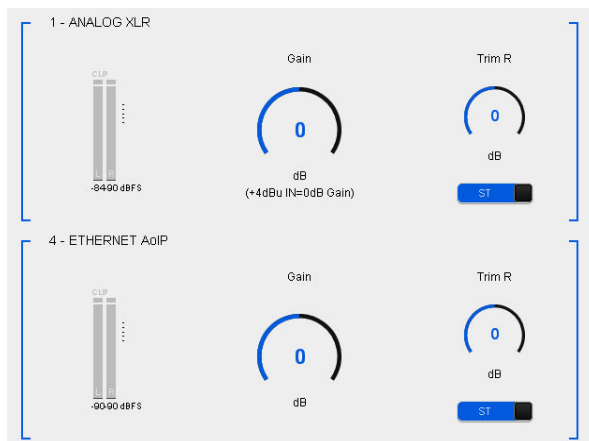 1 - ANALOG XLR
Gain
Trim R
CLIP
0
0
L R
dB
dB
-84-90 dBFS
(+4dBu IN=0dB Gain)
ST
4 - ETHERNET AoIP
Gain
Trim R
CLIP
0
0
L R
dB
dB
-90-90 dBFS
ST